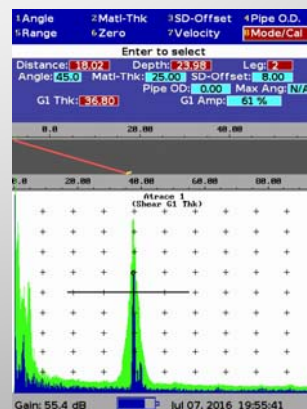 1Angle 2Matl-Thk 3SD-Offset 4Pipe O.D.
5Range 6Zero 7Velocity 8Mode/Cal
Enter to select
Distance: 18.02 Depth: 23.98 Leg: 2
Angle: 45.0 Matl-Thk: 25.00 SD-Offset: 8.00
Pipe OD: 0.00 Max Ang: N/A
G1 Thk: 36.80 G1 Amp: 61 %
0.0 20.00 40.00
0.00 20.00 40.00 60.00 80.00
Atrace 1
(Shear G1 Thk)
Gain: 55.4 dB Jul 07, 2016 19:55:41